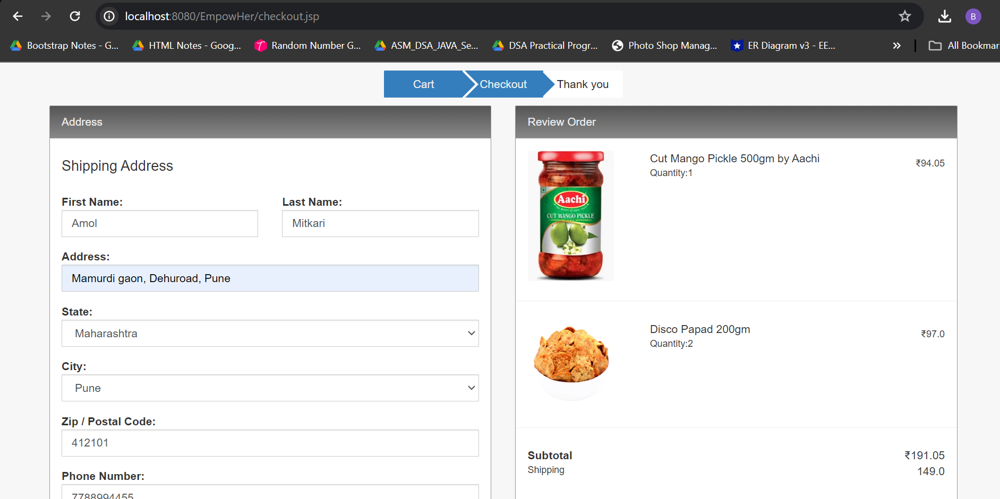 localhost:8080/EmpowHer/checkout.jsp
B
Bootstrap Notes - G...
HTML Notes - Goog...
Random Number G...
ASM_DSA_JAVA_Se...
DSA Practical Progr...
Photo Shop Manag...
ER Diagram v3 - EE...
All Bookmar
Cart
Checkout
Thank you
Address
Shipping Address
First Name:
Last Name:
Amol
Mitkari
Address:
Mamurdi gaon, Dehuroad, Pune
State:
Maharashtra
City:
Pune
Zip / Postal Code:
412101
Phone Number:
7788994455
Review Order
Aachi
CUT MANGO PICKLE
Cut Mango Pickle 500gm by Aachi
₹94.05
Quantity:1
Disco Papad 200gm
₹97.0
Quantity:2
Subtotal
₹191.05
Shipping
149.0